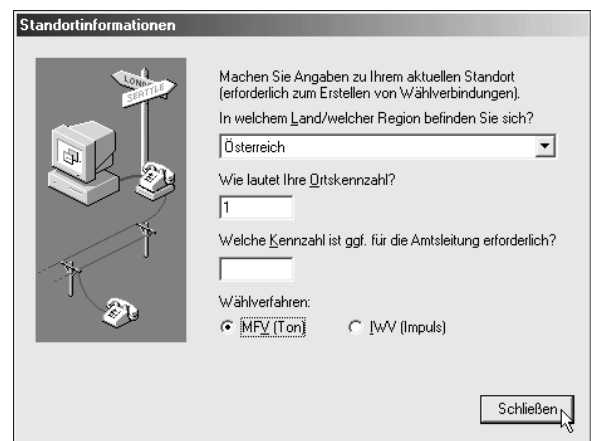 Standortinformationen
LONDON
SEATTLE
Machen Sie Angaben zu Ihrem aktuellen Standort
(erforderlich zum Erstellen von Wählverbindungen).
In welchem Land/welcher Region befinden Sie sich?
Österreich
Wie lautet Ihre Ortskennzahl?
1
Welche Kennzahl ist ggf. für die Amtsleitung erforderlich?
Wählverfahren:
MFV (Ton) IWV (Impuls)
Schließen